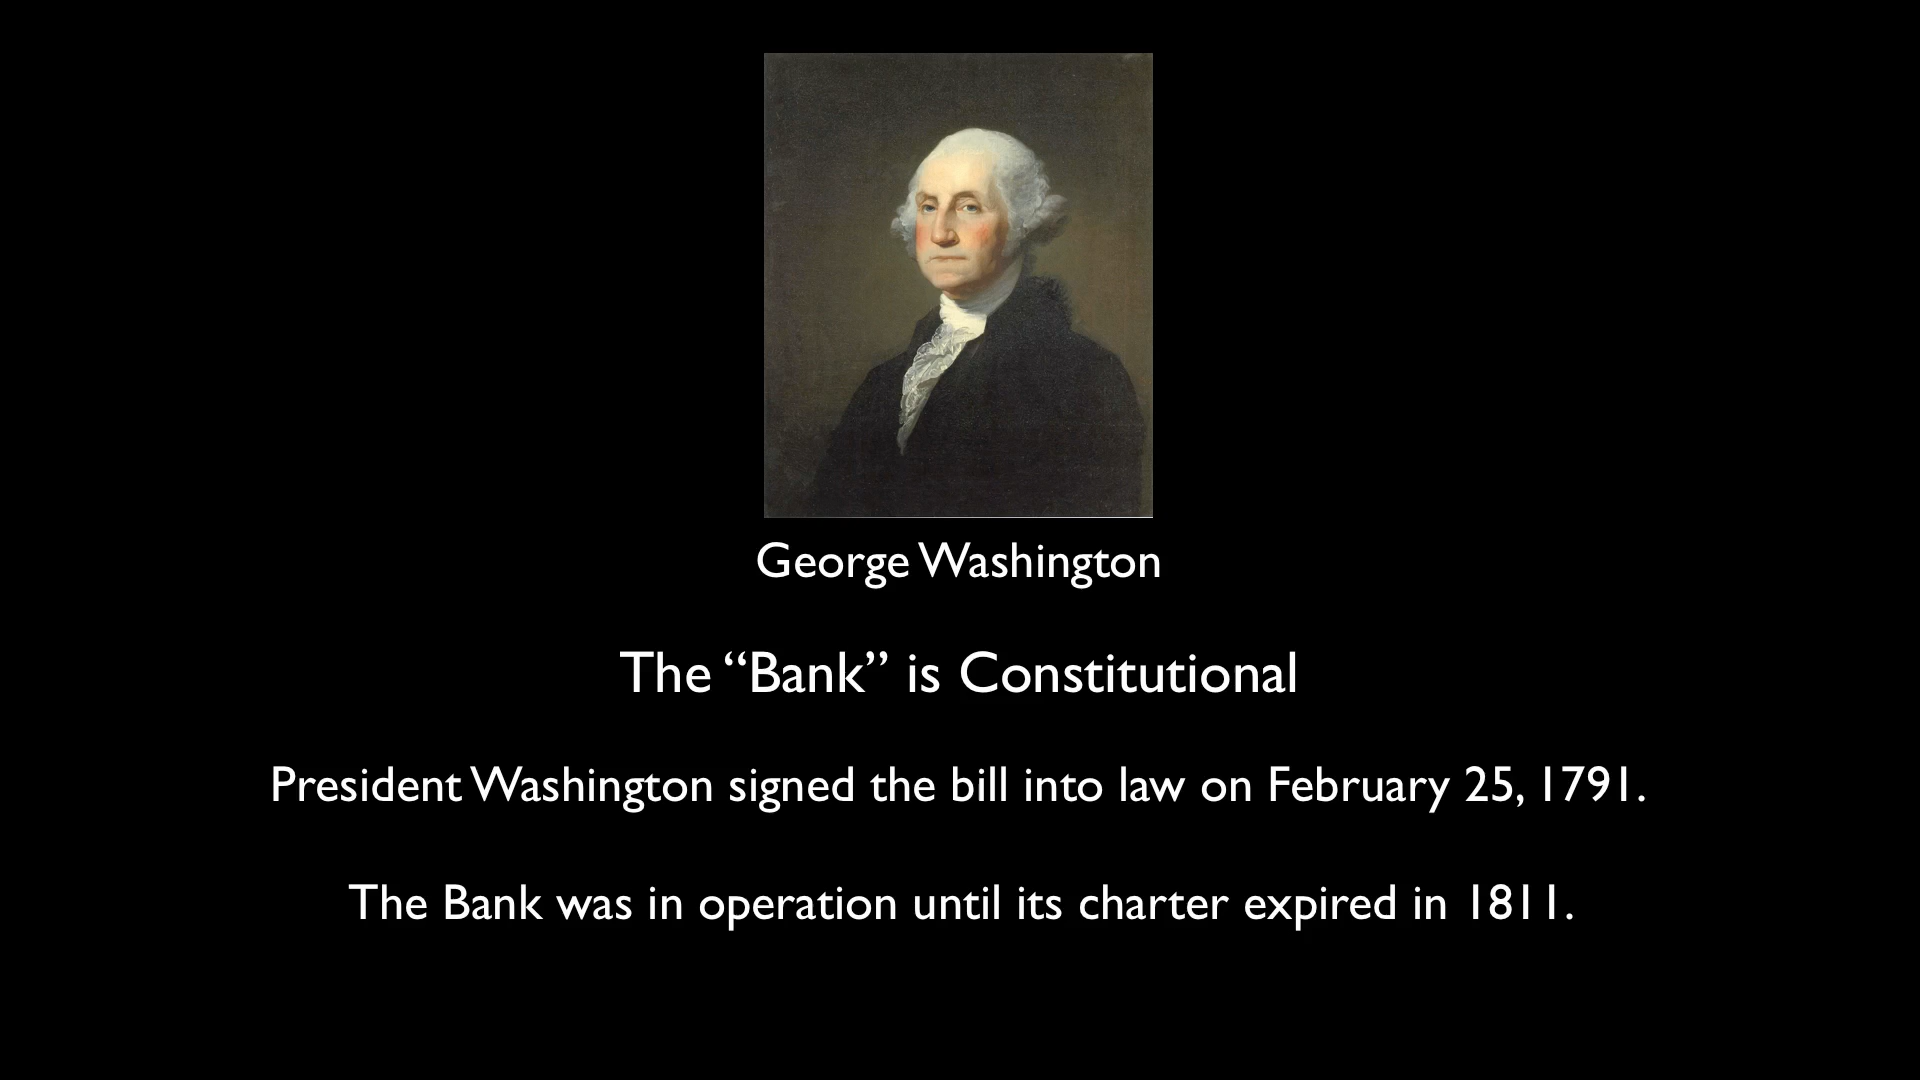 George Washington
The “Bank” is Constitutional
President Washington signed the bill into law on February 25, 1791.
The Bank was in operation until its charter expired in 1811.